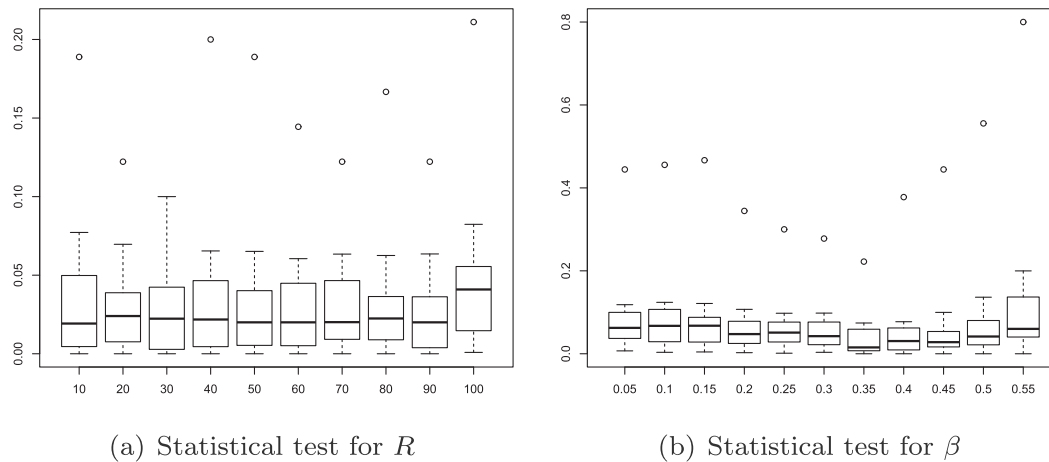 0.00 0.05 0.10 0.15 0.20
10 20 30 40 50 60 70 80 90 100
(a) Statistical test for R
0.0 0.2 0.4 0.6 0.8
0.05 0.1 0.15 0.2 0.25 0.3 0.35 0.4 0.45 0.5 0.55
(b) Statistical test for β